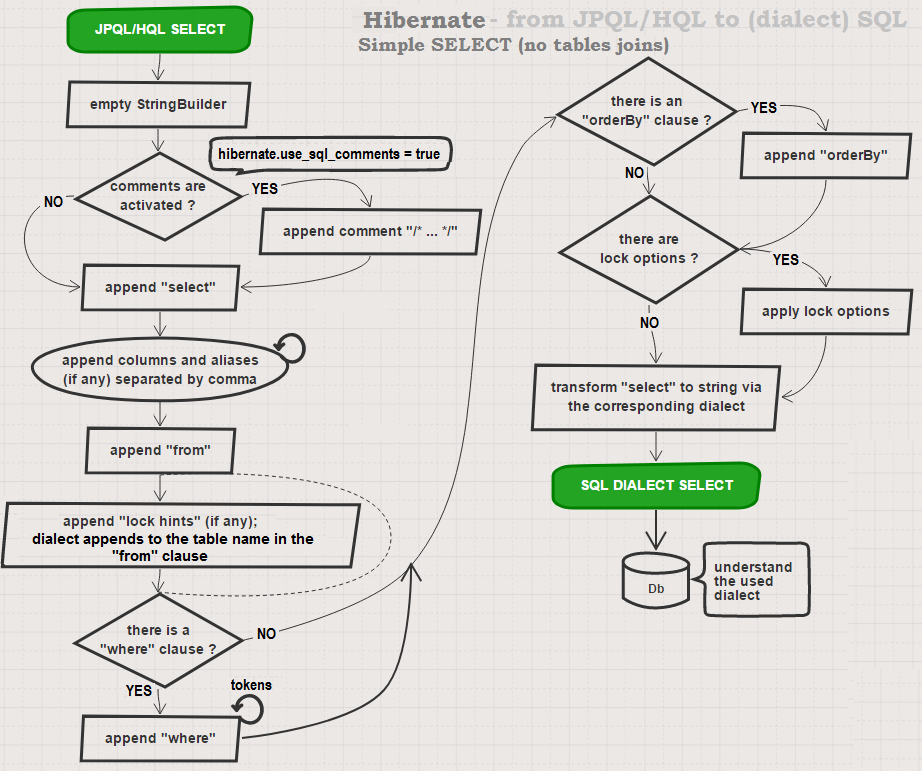 Hibernate - from JPQL/HQL to (dialect) SQL
Simple SELECT (no tables joins)
JPQL/HQL SELECT
empty StringBuilder
hibernate.use_sql_comments = true
comments are
activated ?
NO
YES
append comment "/* ... */"
append "select"
append columns and aliases
(if any) separated by comma
append "from"
append "lock hints" (if any);
dialect appends to the table name in the
"from" clause
there is a
"where" clause ?
NO
YES
tokens
append "where"
there is an
"orderBy" clause ?
YES
append "orderBy"
NO
there are
lock options ?
YES
apply lock options
NO
transform "select" to string via
the corresponding dialect
SQL DIALECT SELECT
Db
understand
the used
dialect